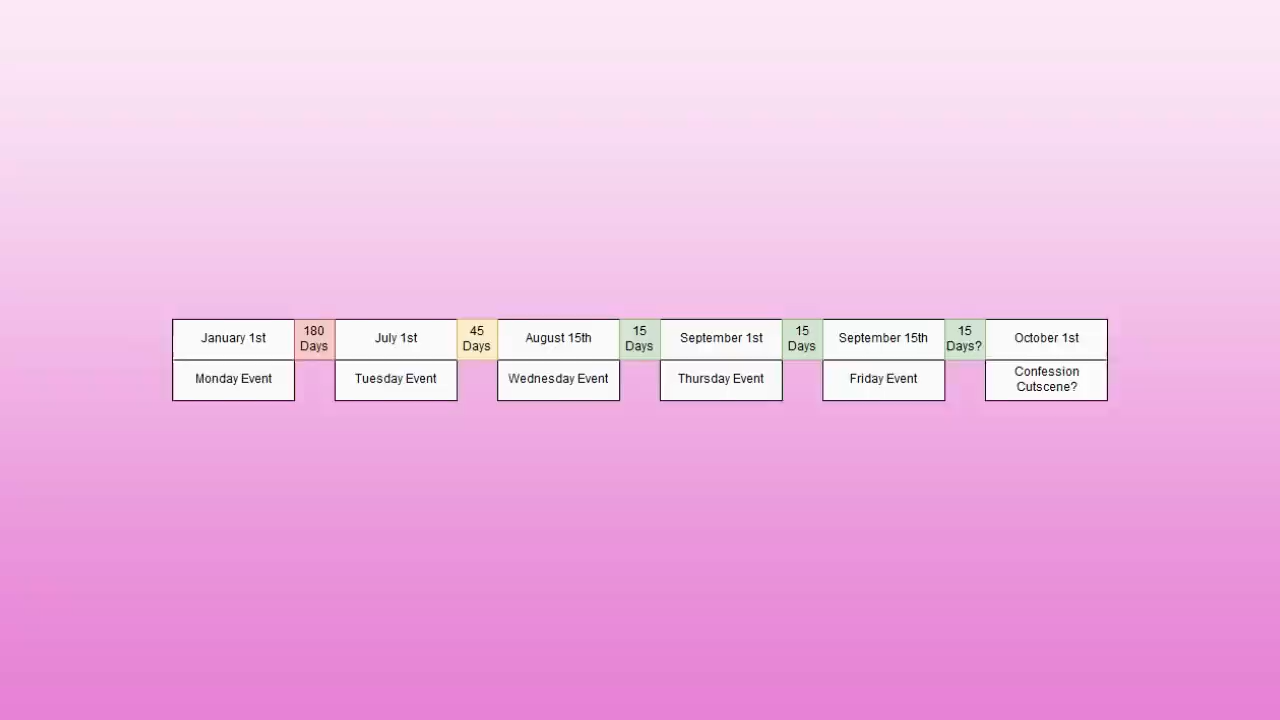 January 1st
180
Days
July 1st
45
Days
August 15th
15
Days
September 1st
15
Days
September 15th
15
Days?
October 1st
Monday Event
Tuesday Event
Wednesday Event
Thursday Event
Friday Event
Confession
Cutscene?